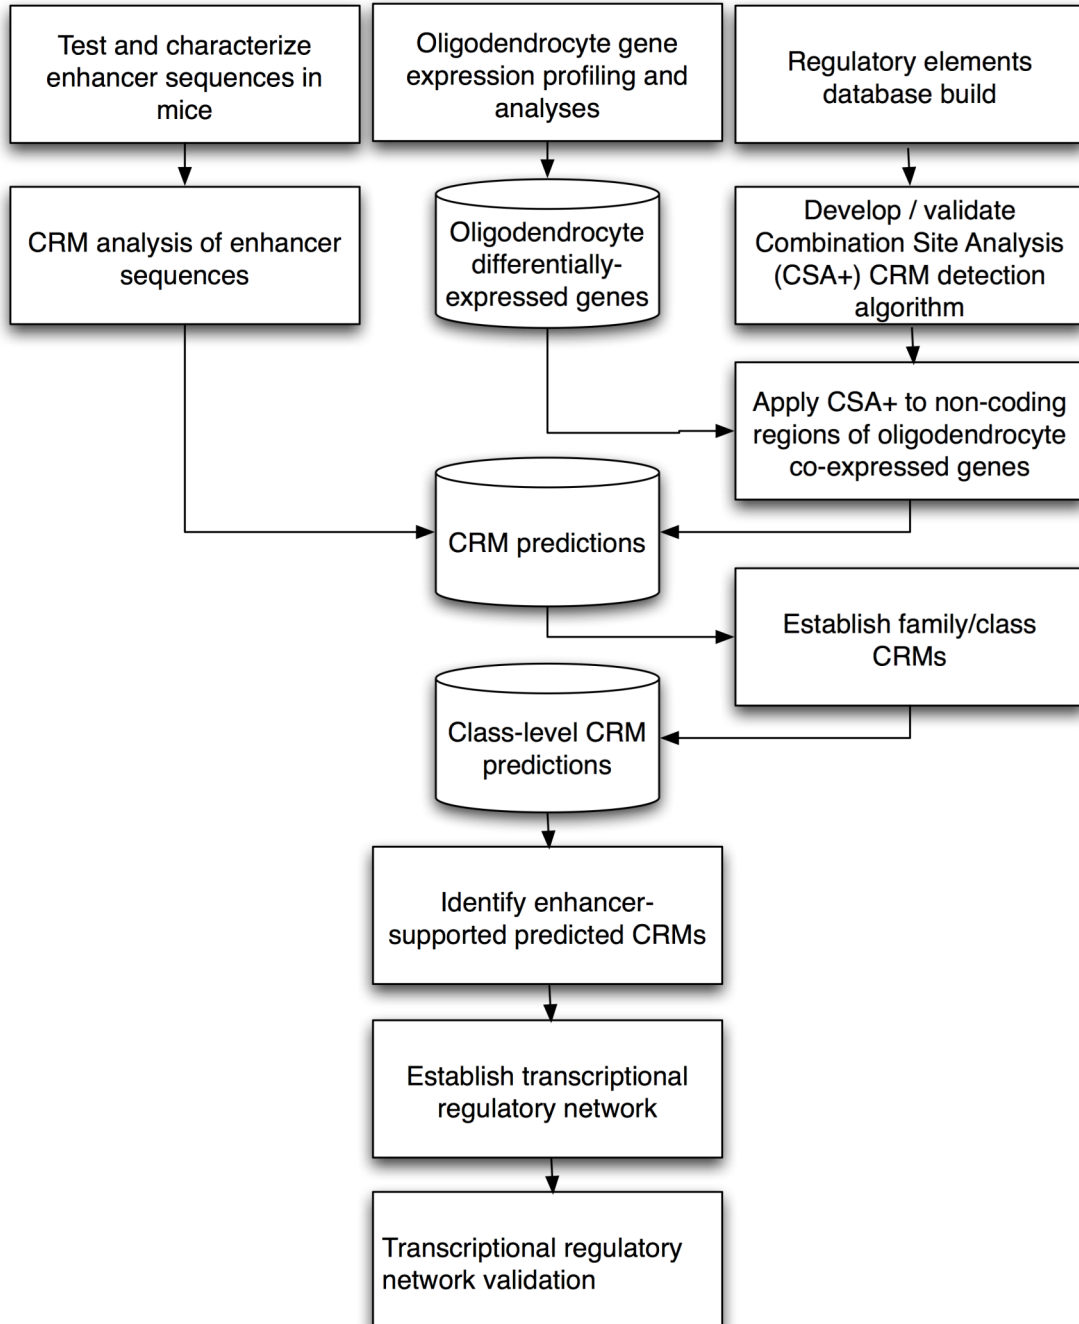 Test and characterize
enhancer sequences in
mice
Oligodendrocyte gene
expression profiling and
analyses
Regulatory elements
database build
CRM analysis of enhancer
sequences
Oligodendrocyte
differentially-
expressed genes
Develop / validate
Combination Site Analysis
(CSA+) CRM detection
algorithm
Apply CSA+ to non-coding
regions of oligodendrocyte
co-expressed genes
CRM predictions
Establish family/class
CRMs
Class-level CRM
predictions
Identify enhancer-
supported predicted CRMs
Establish transcriptional
regulatory network
Transcriptional regulatory
network validation